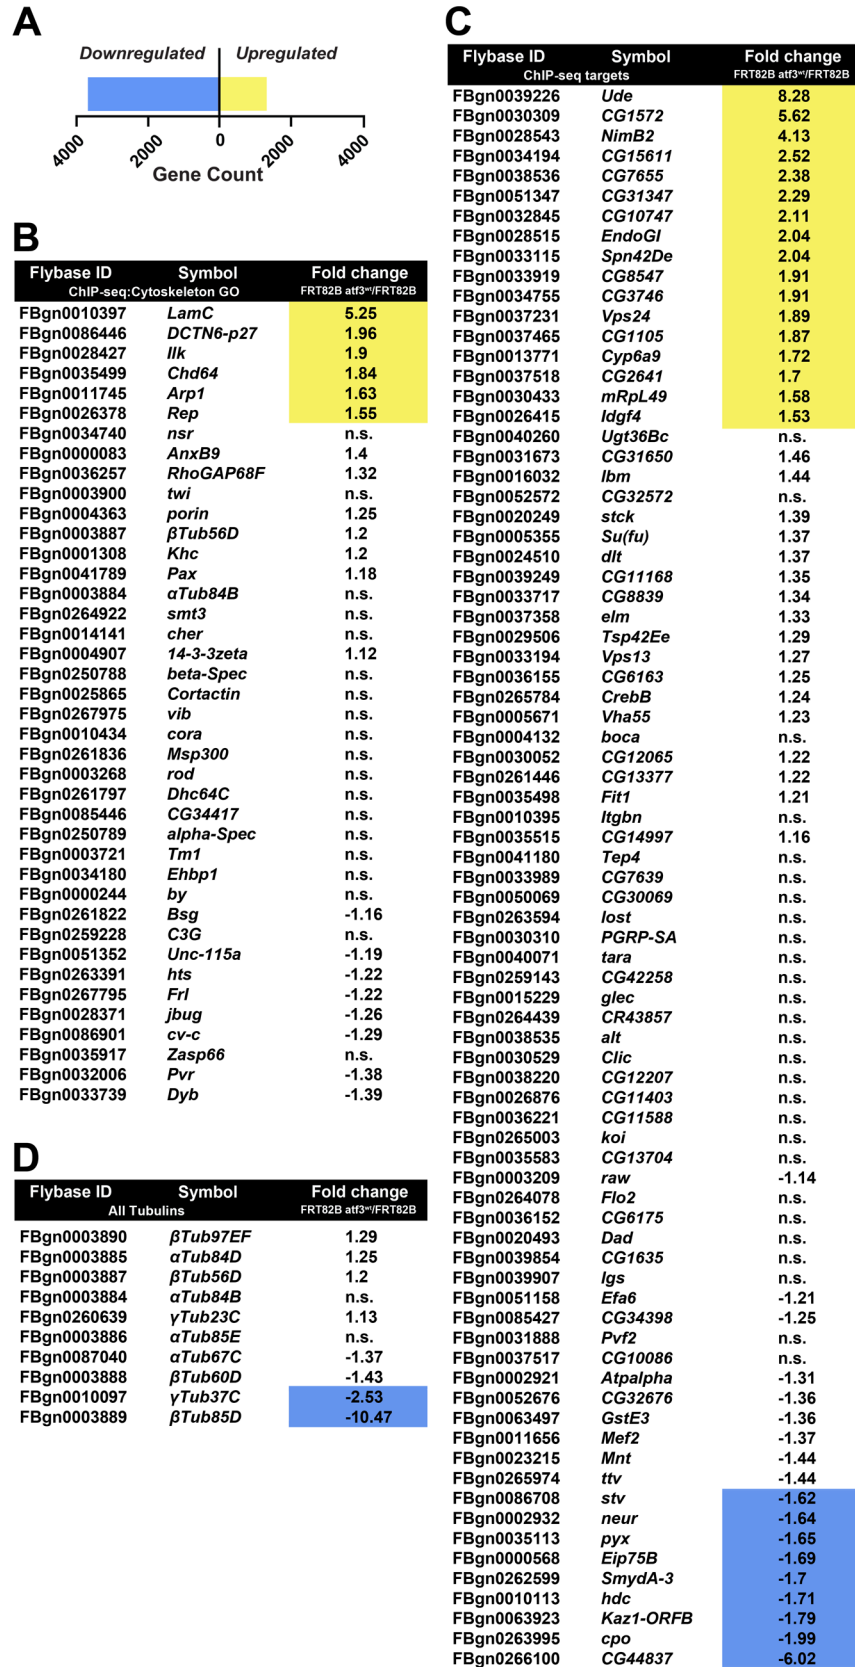 A
Downregulated Upregulated
4000 2000 0 2000 4000
Gene Count
B
Flybase ID Symbol Fold change
ChIP-seq:Cytoskeleton GO FRT82B atf3ʷᵗ/FRT82B
FBgn0010397 LamC 5.25
FBgn0086446 DCTN6-p27 1.96
FBgn0028427 Ilk 1.9
FBgn0035499 Chd64 1.84
FBgn0011745 Arp1 1.63
FBgn0026378 Rep 1.55
FBgn0034740 nsr n.s.
FBgn0000083 AnxB9 1.4
FBgn0036257 RhoGAP68F 1.32
FBgn0003900 twi n.s.
FBgn0004363 porin 1.25
FBgn0003887 βTub56D 1.2
FBgn0001308 Khc 1.2
FBgn0041789 Pax 1.18
FBgn0003884 αTub84B n.s.
FBgn0264922 smt3 n.s.
FBgn0014141 cher n.s.
FBgn0004907 14-3-3zeta 1.12
FBgn0250788 beta-Spec n.s.
FBgn0025865 Cortactin n.s.
FBgn0267975 vib n.s.
FBgn0010434 cora n.s.
FBgn0261836 Msp300 n.s.
FBgn0003268 rod n.s.
FBgn0261797 Dhc64C n.s.
FBgn0085446 CG34417 n.s.
FBgn0250789 alpha-Spec n.s.
FBgn0003721 Tm1 n.s.
FBgn0034180 Ehbp1 n.s.
FBgn0000244 by n.s.
FBgn0261822 Bsg -1.16
FBgn0259228 C3G n.s.
FBgn0051352 Unc-115a -1.19
FBgn0263391 hts -1.22
FBgn0267795 Frl -1.22
FBgn0028371 jbug -1.26
FBgn0086901 cv-c -1.29
FBgn0035917 Zasp66 n.s.
FBgn0032006 Pvr -1.38
FBgn0033739 Dyb -1.39
D
Flybase ID Symbol Fold change
All Tubulins FRT82B atf3ʷᵗ/FRT82B
FBgn0003890 βTub97EF 1.29
FBgn0003885 αTub84D 1.25
FBgn0003887 βTub56D 1.2
FBgn0003884 αTub84B n.s.
FBgn0260639 γTub23C 1.13
FBgn0003886 αTub85E n.s.
FBgn0087040 αTub67C -1.37
FBgn0003888 βTub60D -1.43
FBgn0010097 γTub37C -2.53
FBgn0003889 βTub85D -10.47
C
Flybase ID Symbol Fold change
ChIP-seq targets FRT82B atf3ʷᵗ/FRT82B
FBgn0039226 Ude 8.28
FBgn0030309 CG1572 5.62
FBgn0028543 NimB2 4.13
FBgn0034194 CG15611 2.52
FBgn0038536 CG7655 2.38
FBgn0051347 CG31347 2.29
FBgn0032845 CG10747 2.11
FBgn0028515 EndoGI 2.04
FBgn0033115 Spn42De 2.04
FBgn0033919 CG8547 1.91
FBgn0034755 CG3746 1.91
FBgn0037231 Vps24 1.89
FBgn0037465 CG1105 1.87
FBgn0013771 Cyp6a9 1.72
FBgn0037518 CG2641 1.7
FBgn0030433 mRpL49 1.58
FBgn0026415 Idgf4 1.53
FBgn0040260 Ugt36Bc n.s.
FBgn0031673 CG31650 1.46
FBgn0016032 lbm 1.44
FBgn0052572 CG32572 n.s.
FBgn0020249 stck 1.39
FBgn0005355 Su(fu) 1.37
FBgn0024510 dlt 1.37
FBgn0039249 CG11168 1.35
FBgn0033717 CG8839 1.34
FBgn0037358 elm 1.33
FBgn0029506 Tsp42Ee 1.29
FBgn0033194 Vps13 1.27
FBgn0036155 CG6163 1.25
FBgn0265784 CrebB 1.24
FBgn0005671 Vha55 1.23
FBgn0004132 boca n.s.
FBgn0030052 CG12065 1.22
FBgn0261446 CG13377 1.22
FBgn0035498 Fit1 1.21
FBgn0010395 Itgbn n.s.
FBgn0035515 CG14997 1.16
FBgn0041180 Tep4 n.s.
FBgn0033989 CG7639 n.s.
FBgn0050069 CG30069 n.s.
FBgn0263594 lost n.s.
FBgn0030310 PGRP-SA n.s.
FBgn0040071 tara n.s.
FBgn0259143 CG42258 n.s.
FBgn0015229 glec n.s.
FBgn0264439 CR43857 n.s.
FBgn0038535 alt n.s.
FBgn0030529 Clic n.s.
FBgn0038220 CG12207 n.s.
FBgn0026876 CG11403 n.s.
FBgn0036221 CG11588 n.s.
FBgn0265003 koi n.s.
FBgn0035583 CG13704 n.s.
FBgn0003209 raw -1.14
FBgn0264078 Flo2 n.s.
FBgn0036152 CG6175 n.s.
FBgn0020493 Dad n.s.
FBgn0039854 CG1635 n.s.
FBgn0039907 lgs n.s.
FBgn0051158 Efa6 -1.21
FBgn0085427 CG34398 -1.25
FBgn0031888 Pvf2 n.s.
FBgn0037517 CG10086 n.s.
FBgn0002921 Atpalpha -1.31
FBgn0052676 CG32676 -1.36
FBgn0063497 GstE3 -1.36
FBgn0011656 Mef2 -1.37
FBgn0023215 Mnt -1.44
FBgn0265974 ttv -1.44
FBgn0086708 stv -1.62
FBgn0002932 neur -1.64
FBgn0035113 pyx -1.65
FBgn0000568 Eip75B -1.69
FBgn0262599 SmydA-3 -1.7
FBgn0010113 hdc -1.71
FBgn0063923 Kaz1-ORFB -1.79
FBgn0263995 cpo -1.99
FBgn0266100 CG44837 -6.02